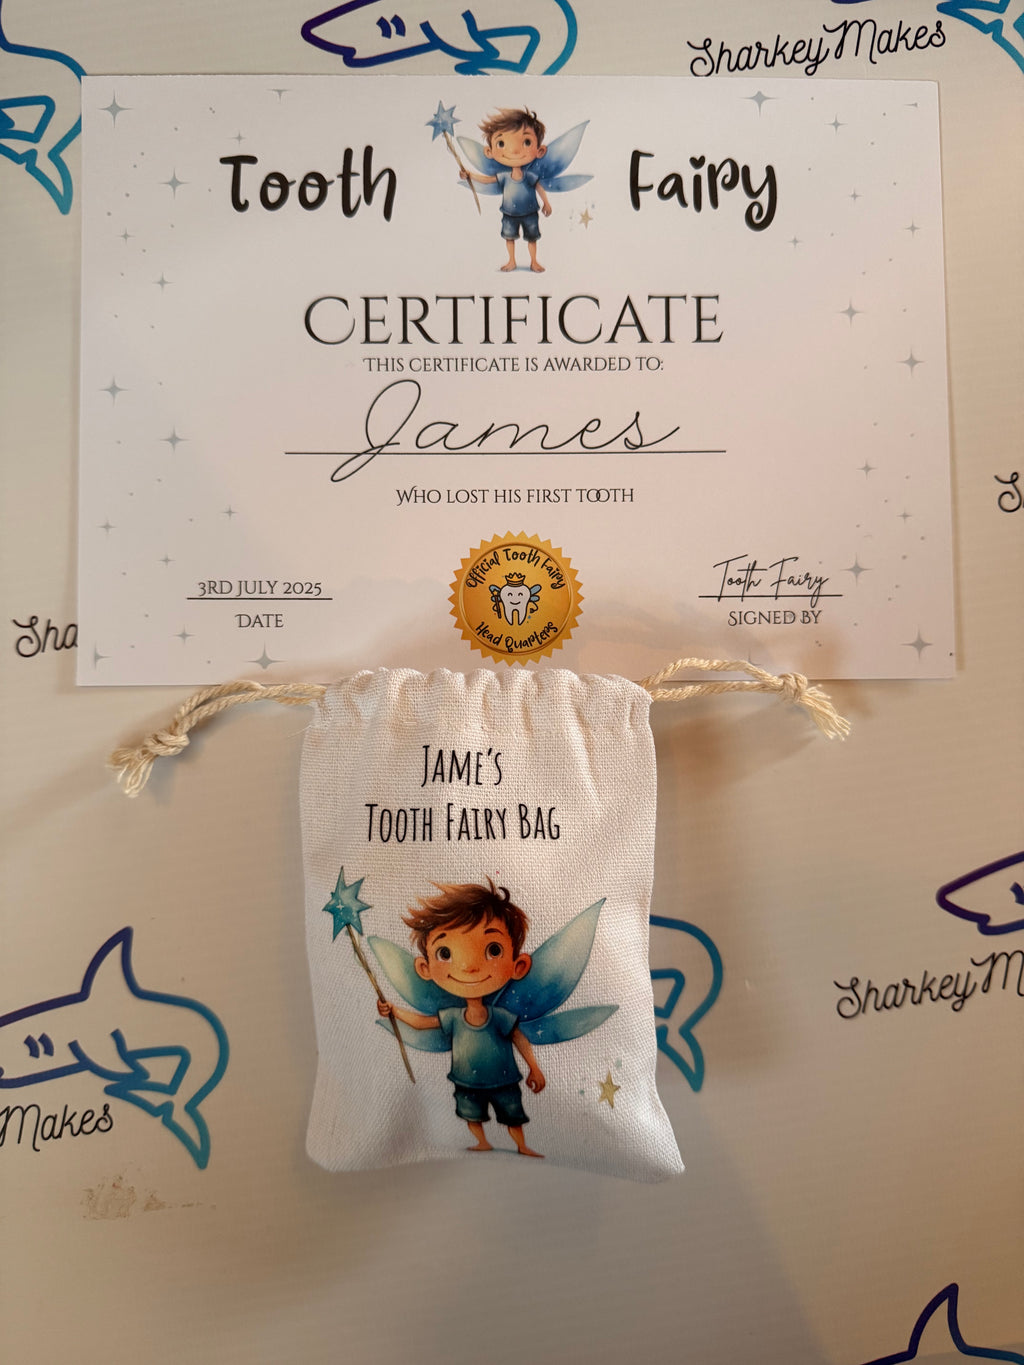 SharkeyMakes
Tooth Fairy
CERTIFICATE
THIS CERTIFICATE IS AWARDED TO:
James
WHO LOST HIS FIRST TOOTH
3RD JULY 2025
DATE
Official Tooth Fairy
Head Quarters
Tooth Fairy
SIGNED BY
S
Sha
JAME'S
TOOTH FAIRY BAG
SharkeyM
Makes